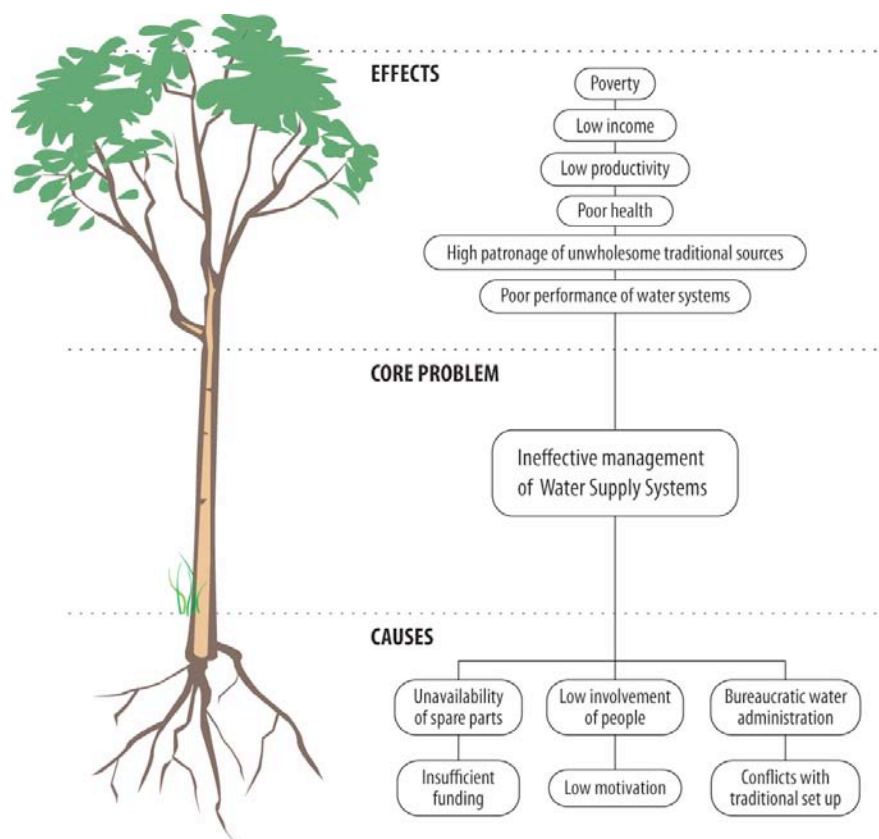 EFFECTS
Poverty
Low income
Low productivity
Poor health
High patronage of unwholesome traditional sources
Poor performance of water systems
CORE PROBLEM
Ineffective management
of Water Supply Systems
CAUSES
Unavailability
of spare parts
Low involvement
of people
Bureaucratic water
administration
Insufficient
funding
Low motivation
Conflicts with
traditional set up